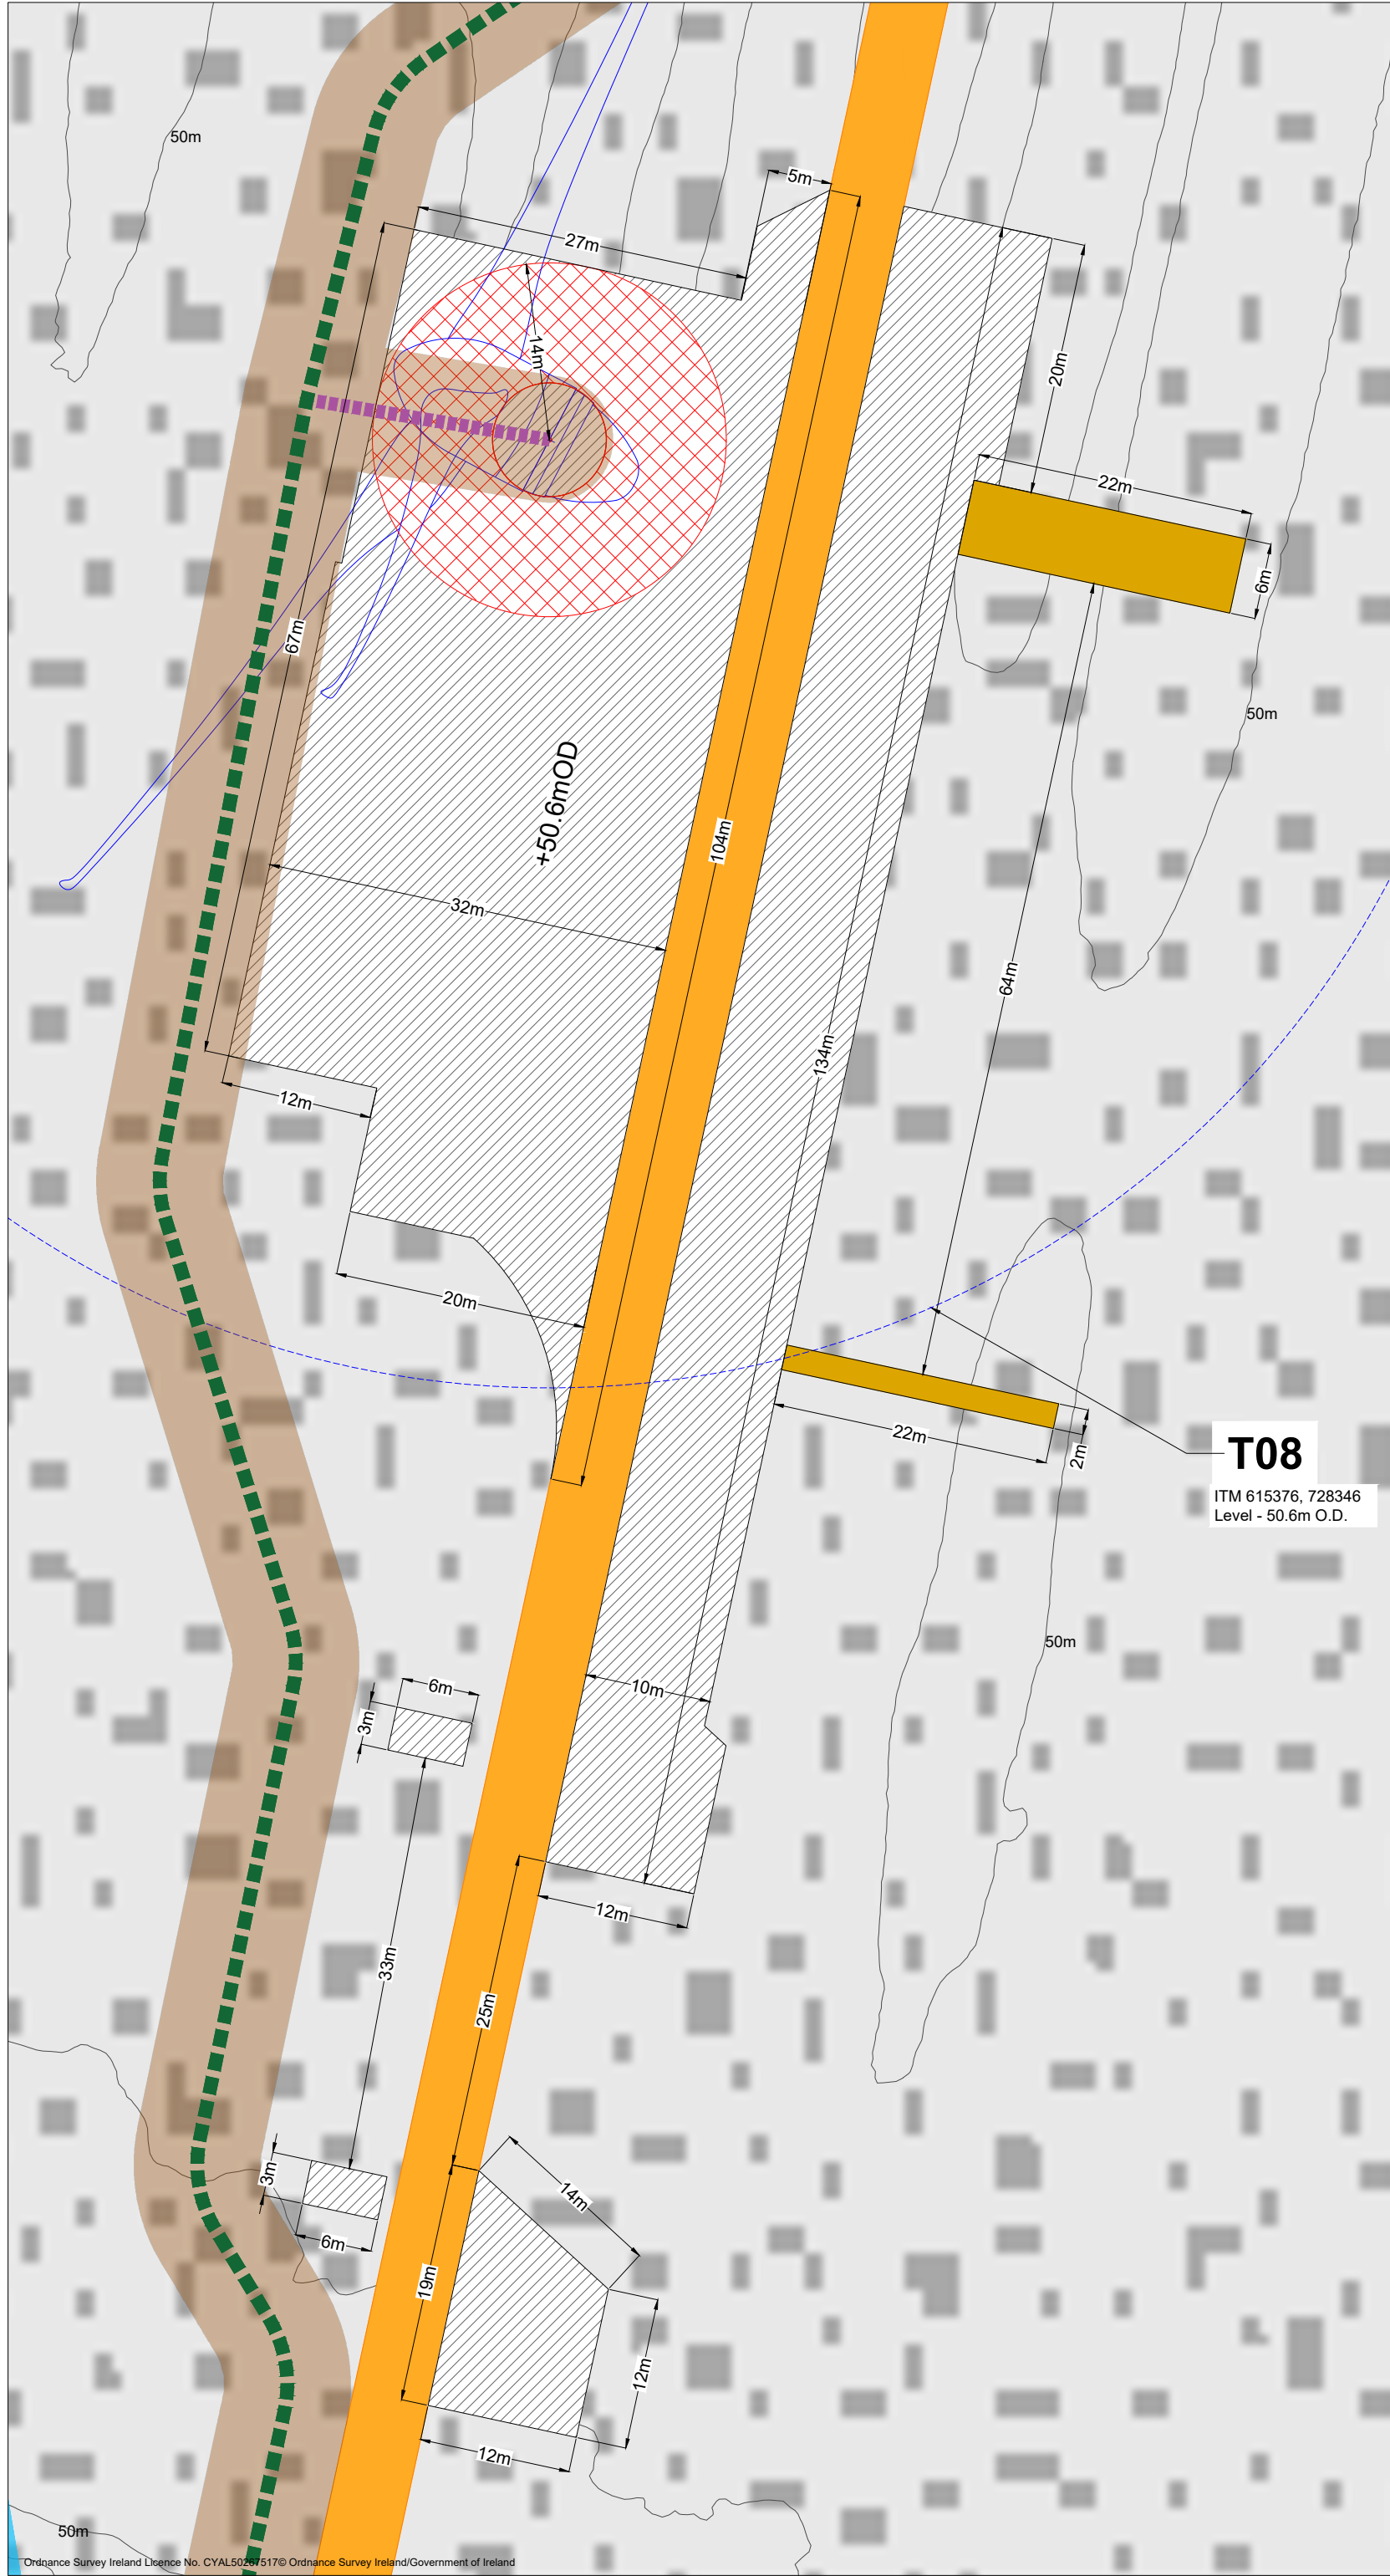 50m
5m
27m
14m
20m
22m
6m
67m
50m
+50.6mOD
104m
32m
64m
134m
12m
20m
22m
2m
T08
ITM 615376, 728346
Level - 50.6m O.D.
50m
6m
3m
10m
12m
33m
25m
3m
6m
14m
19m
12m
12m
50m
Ordnance Survey Ireland Licence No. CYAL50267517© Ordnance Survey Ireland/Government of Ireland